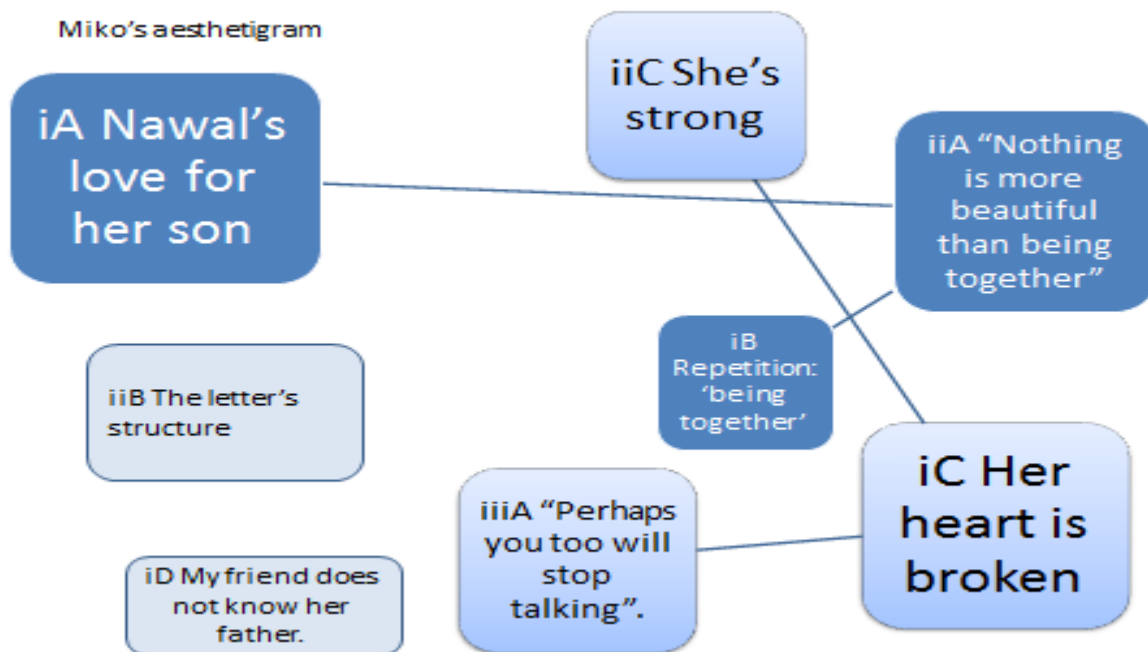 Miko's aesthetigram
iA Nawal's
love for
her son
iiC She's
strong
iiA “Nothing
is more
beautiful
than being
together”
iB
Repetition:
‘being
together’
iiB The letter's
structure
iiiA “Perhaps
you too will
stop
talking”.
iC Her
heart is
broken
iD My friend does
not know her
father.